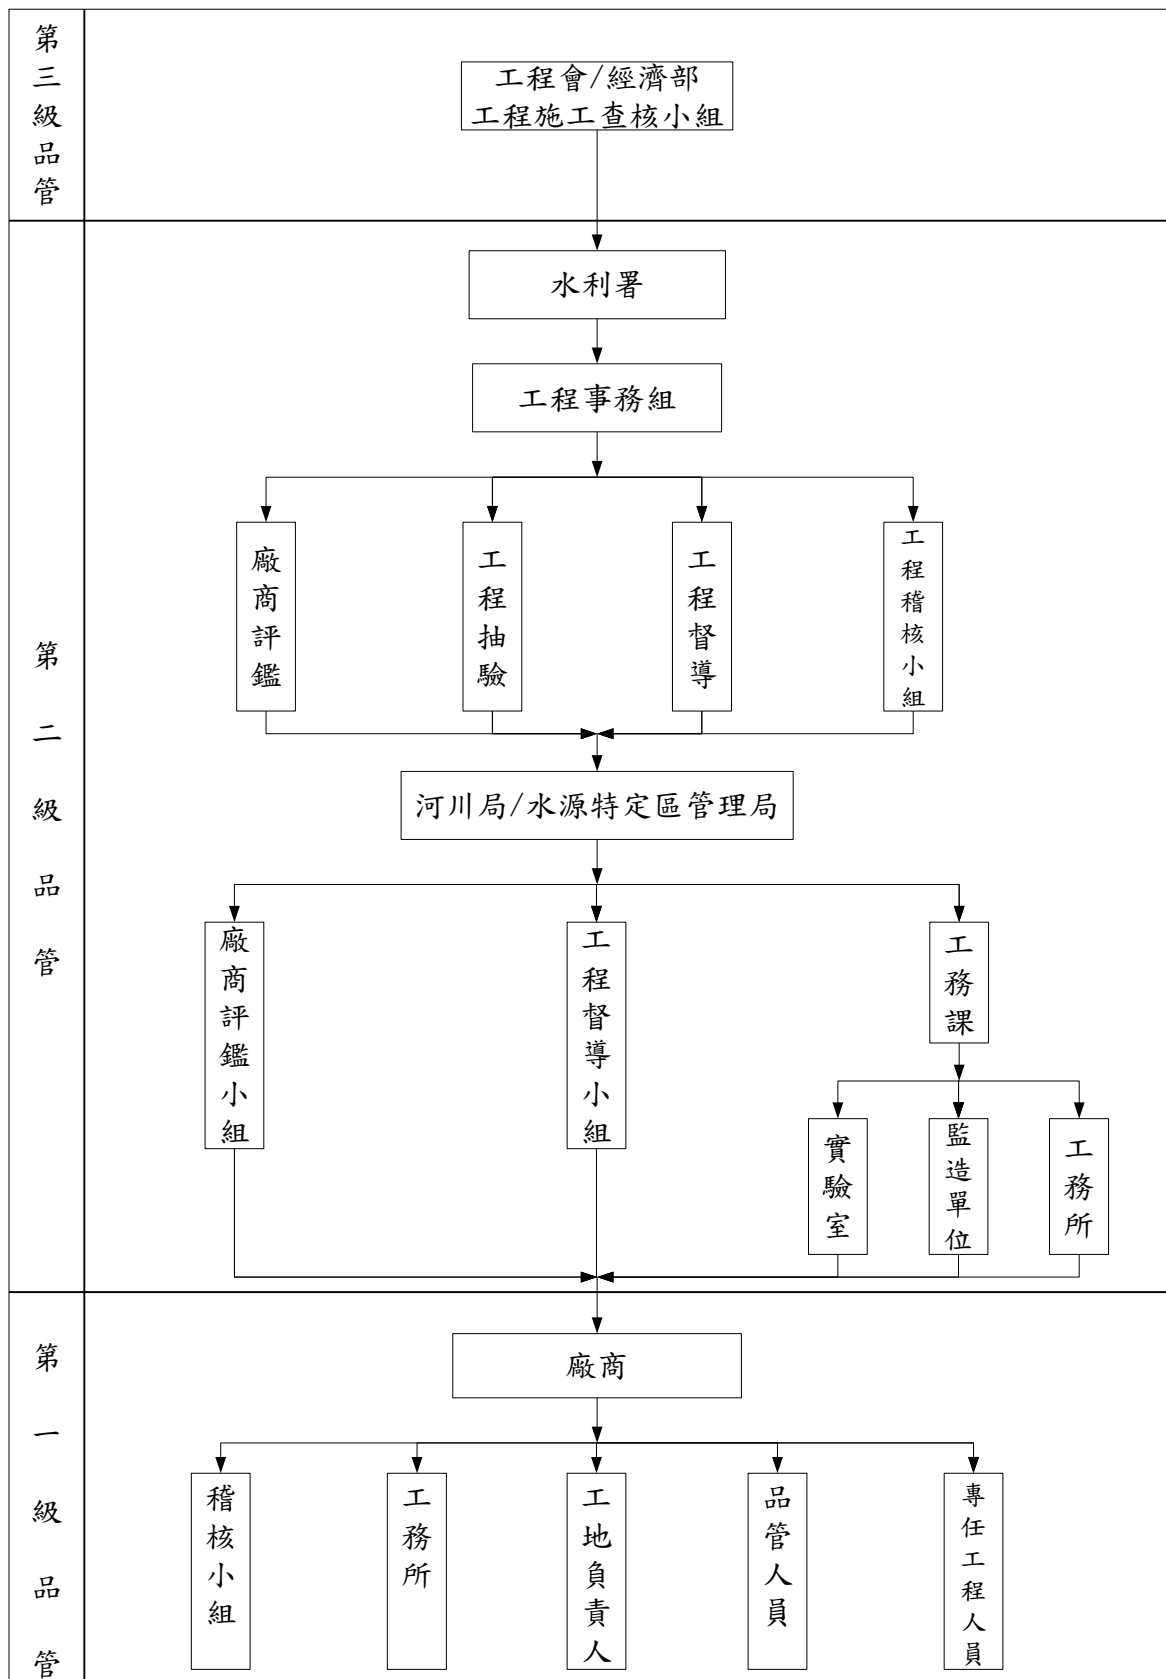 第三級品管
工程會/經濟部
工程施工查核小組
第二級品管
水利署
工程事務組
廠商評鑑
工程抽驗
工程督導
工程稽核小組
河川局/水源特定區管理局
廠商評鑑小組
工程督導小組
工務課
實驗室
監造單位
工務所
第一級品管
廠商
稽核小組
工務所
工地負責人
品管人員
專任工程人員